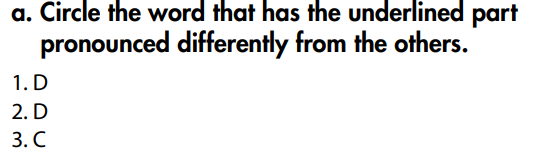 a. Circle the word that has the underlined part
pronounced differently from the others.
1. D
2. D
3. C